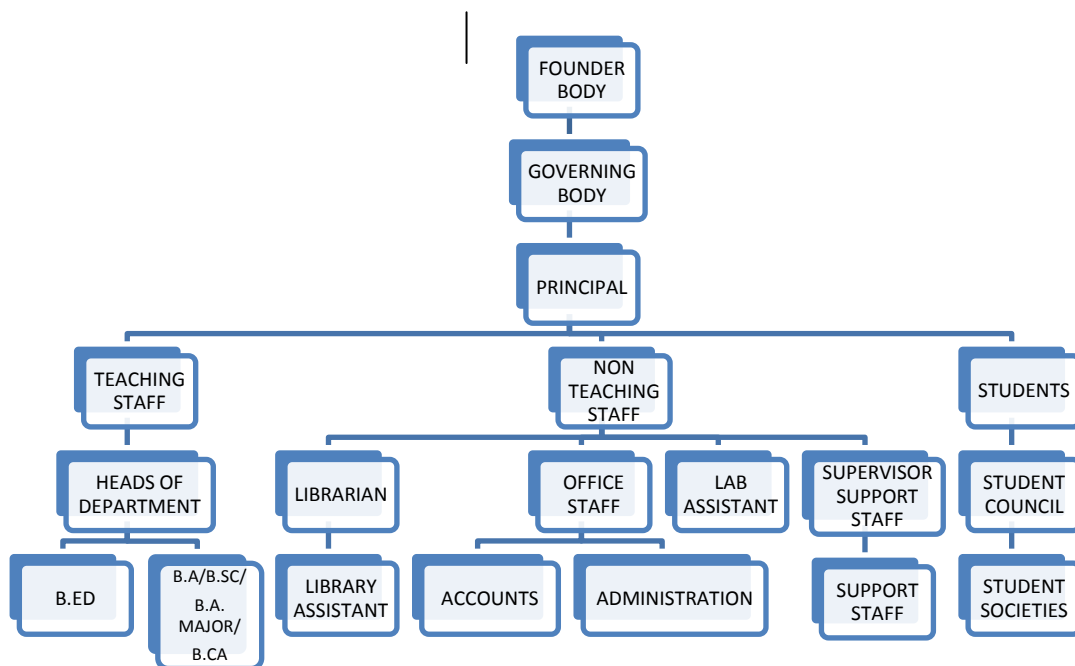 FOUNDER
BODY
GOVERNING
BODY
PRINCIPAL
TEACHING
STAFF
NON
TEACHING
STAFF
STUDENTS
HEADS OF
DEPARTMENT
LIBRARIAN
OFFICE
STAFF
LAB
ASSISTANT
SUPERVISOR
SUPPORT
STAFF
STUDENT
COUNCIL
B.ED
B.A/B.SC/
B.A.
MAJOR/
B.CA
LIBRARY
ASSISTANT
ACCOUNTS
ADMINISTRATION
SUPPORT
STAFF
STUDENT
SOCIETIES